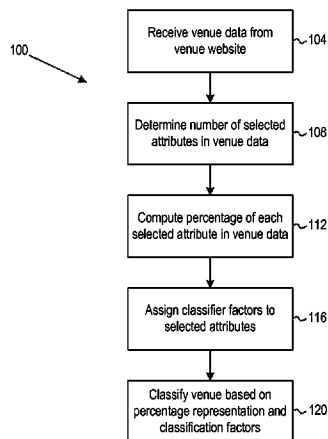 100
Receive venue data from
venue website
104
Determine number of selected
attributes in venue data
108
Compute percentage of each
selected attribute in venue data
112
Assign classifier factors to
selected attributes
116
Classify venue based on
percentage representation and
classification factors
120